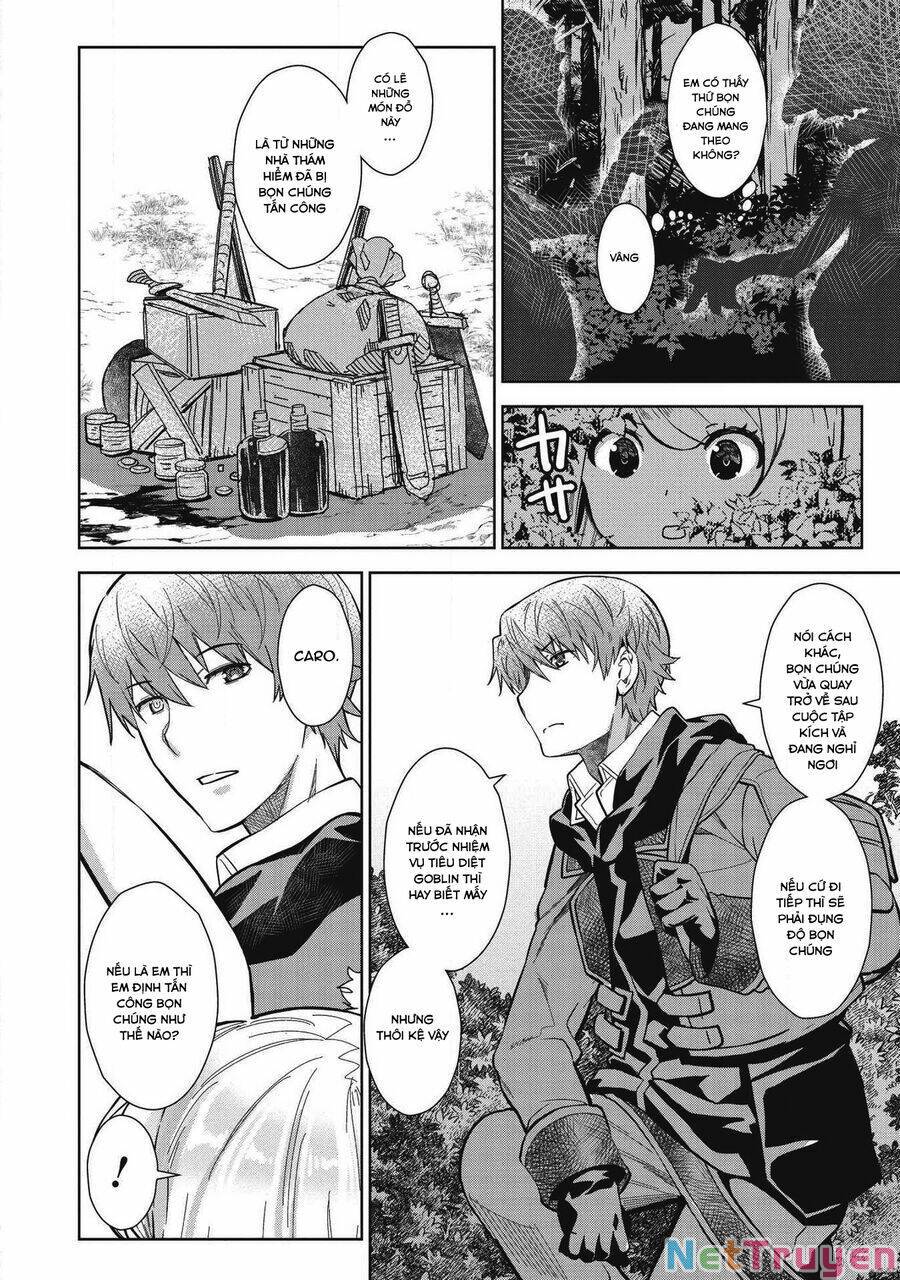 EM CÓ THẤY
THỨ BỌN
CHÚNG
ĐANG MANG
THEO
KHÔNG?
VÂNG
ガサ
CÓ LẼ
NHỮNG
MÓN ĐỒ
NÀY
...
LÀ TỪ NHỮNG
NHÀ THÁM
HIỂM ĐÃ BỊ
BỌN CHÚNG
TẤN CÔNG
NÓI CÁCH
KHÁC,
BỌN CHÚNG
VỪA QUAY
TRỞ VỀ SAU
CUỘC TẬP
KÍCH VÀ
ĐANG NGHỈ
NGƠI
NẾU CỨ ĐI
TIẾP THÌ SẼ
PHẢI ĐỤNG
ĐỘ BỌN
CHÚNG
NẾU ĐÃ NHẬN
TRƯỚC NHIỆM
VỤ TIÊU DIỆT
GOBLIN THÌ
HAY BIẾT MẤY
...
NHƯNG
THÔI KỆ VẬY
CARO.
NẾU LÀ EM THÌ
EM ĐỊNH TẤN
CÔNG BỌN
CHÚNG NHƯ
THẾ NÀO?
!
NetTruyen